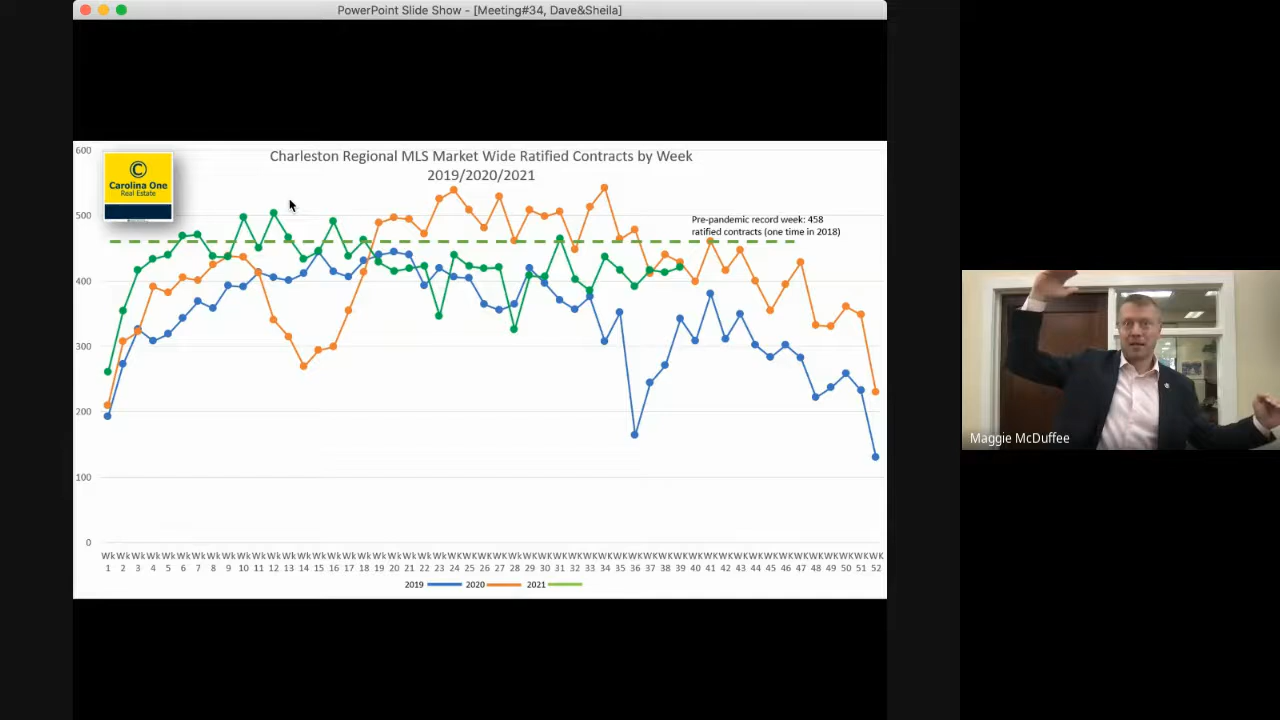 PowerPoint Slide Show - [Meeting#34, Dave&Sheila]
Charleston Regional MLS Market Wide Ratified Contracts by Week
2019/2020/2021
C
Carolina One
Real Estate
Pre-pandemic record week: 458
ratified contracts (one time in 2018)
600
500
400
300
200
100
0
Wk Wk Wk Wk Wk Wk Wk Wk Wk Wk Wk Wk Wk Wk Wk Wk Wk Wk WK WK WK WK WK WK WK WK WK WK WK WK WK WK WK WK WK WK WK WK WK WK WK WK WK WK WK WK WK WK WK WK WK WK
1 2 3 4 5 6 7 8 9 10 11 12 13 14 15 16 17 18 19 20 21 22 23 24 25 26 27 28 29 30 31 32 33 34 35 36 37 38 39 40 41 42 43 44 45 46 47 48 49 50 51 52
2019 2020 2021
Maggie McDuffee